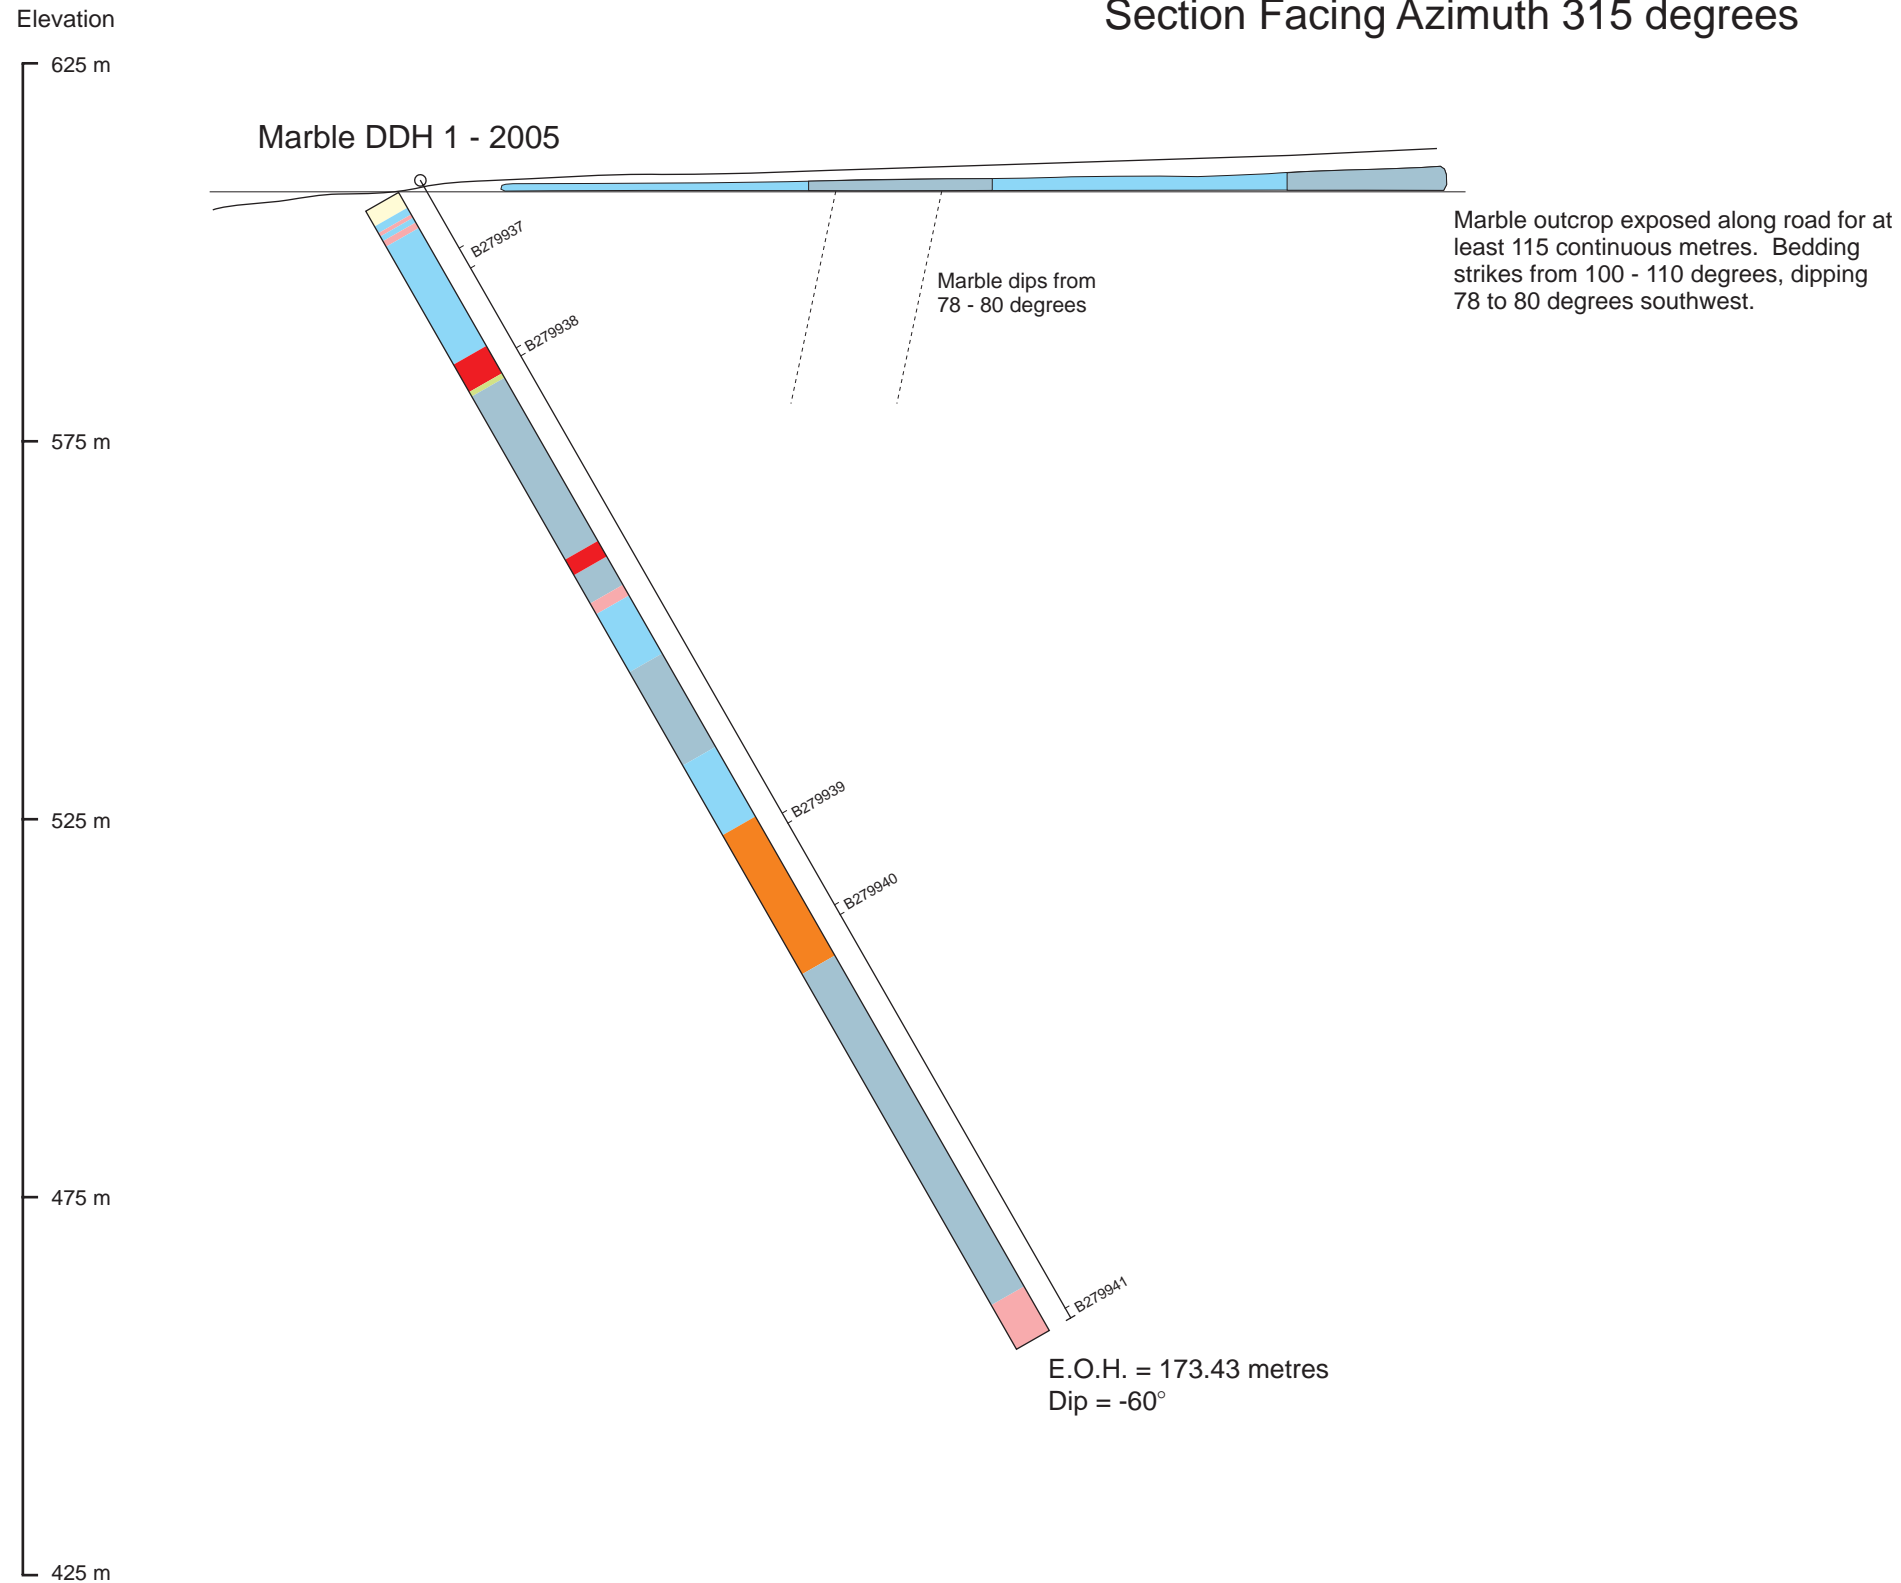 Section Facing Azimuth 315 degrees
Elevation
625 m
Marble DDH 1 - 2005
Marble outcrop exposed along road for at
least 115 continuous metres.  Bedding
strikes from 100 - 110 degrees, dipping
78 to 80 degrees southwest.
B279937
Marble dips from
78 - 80 degrees
B279938
575 m
B279939
525 m
B279940
475 m
B279941
E.O.H. = 173.43 metres
Dip = -60°
425 m